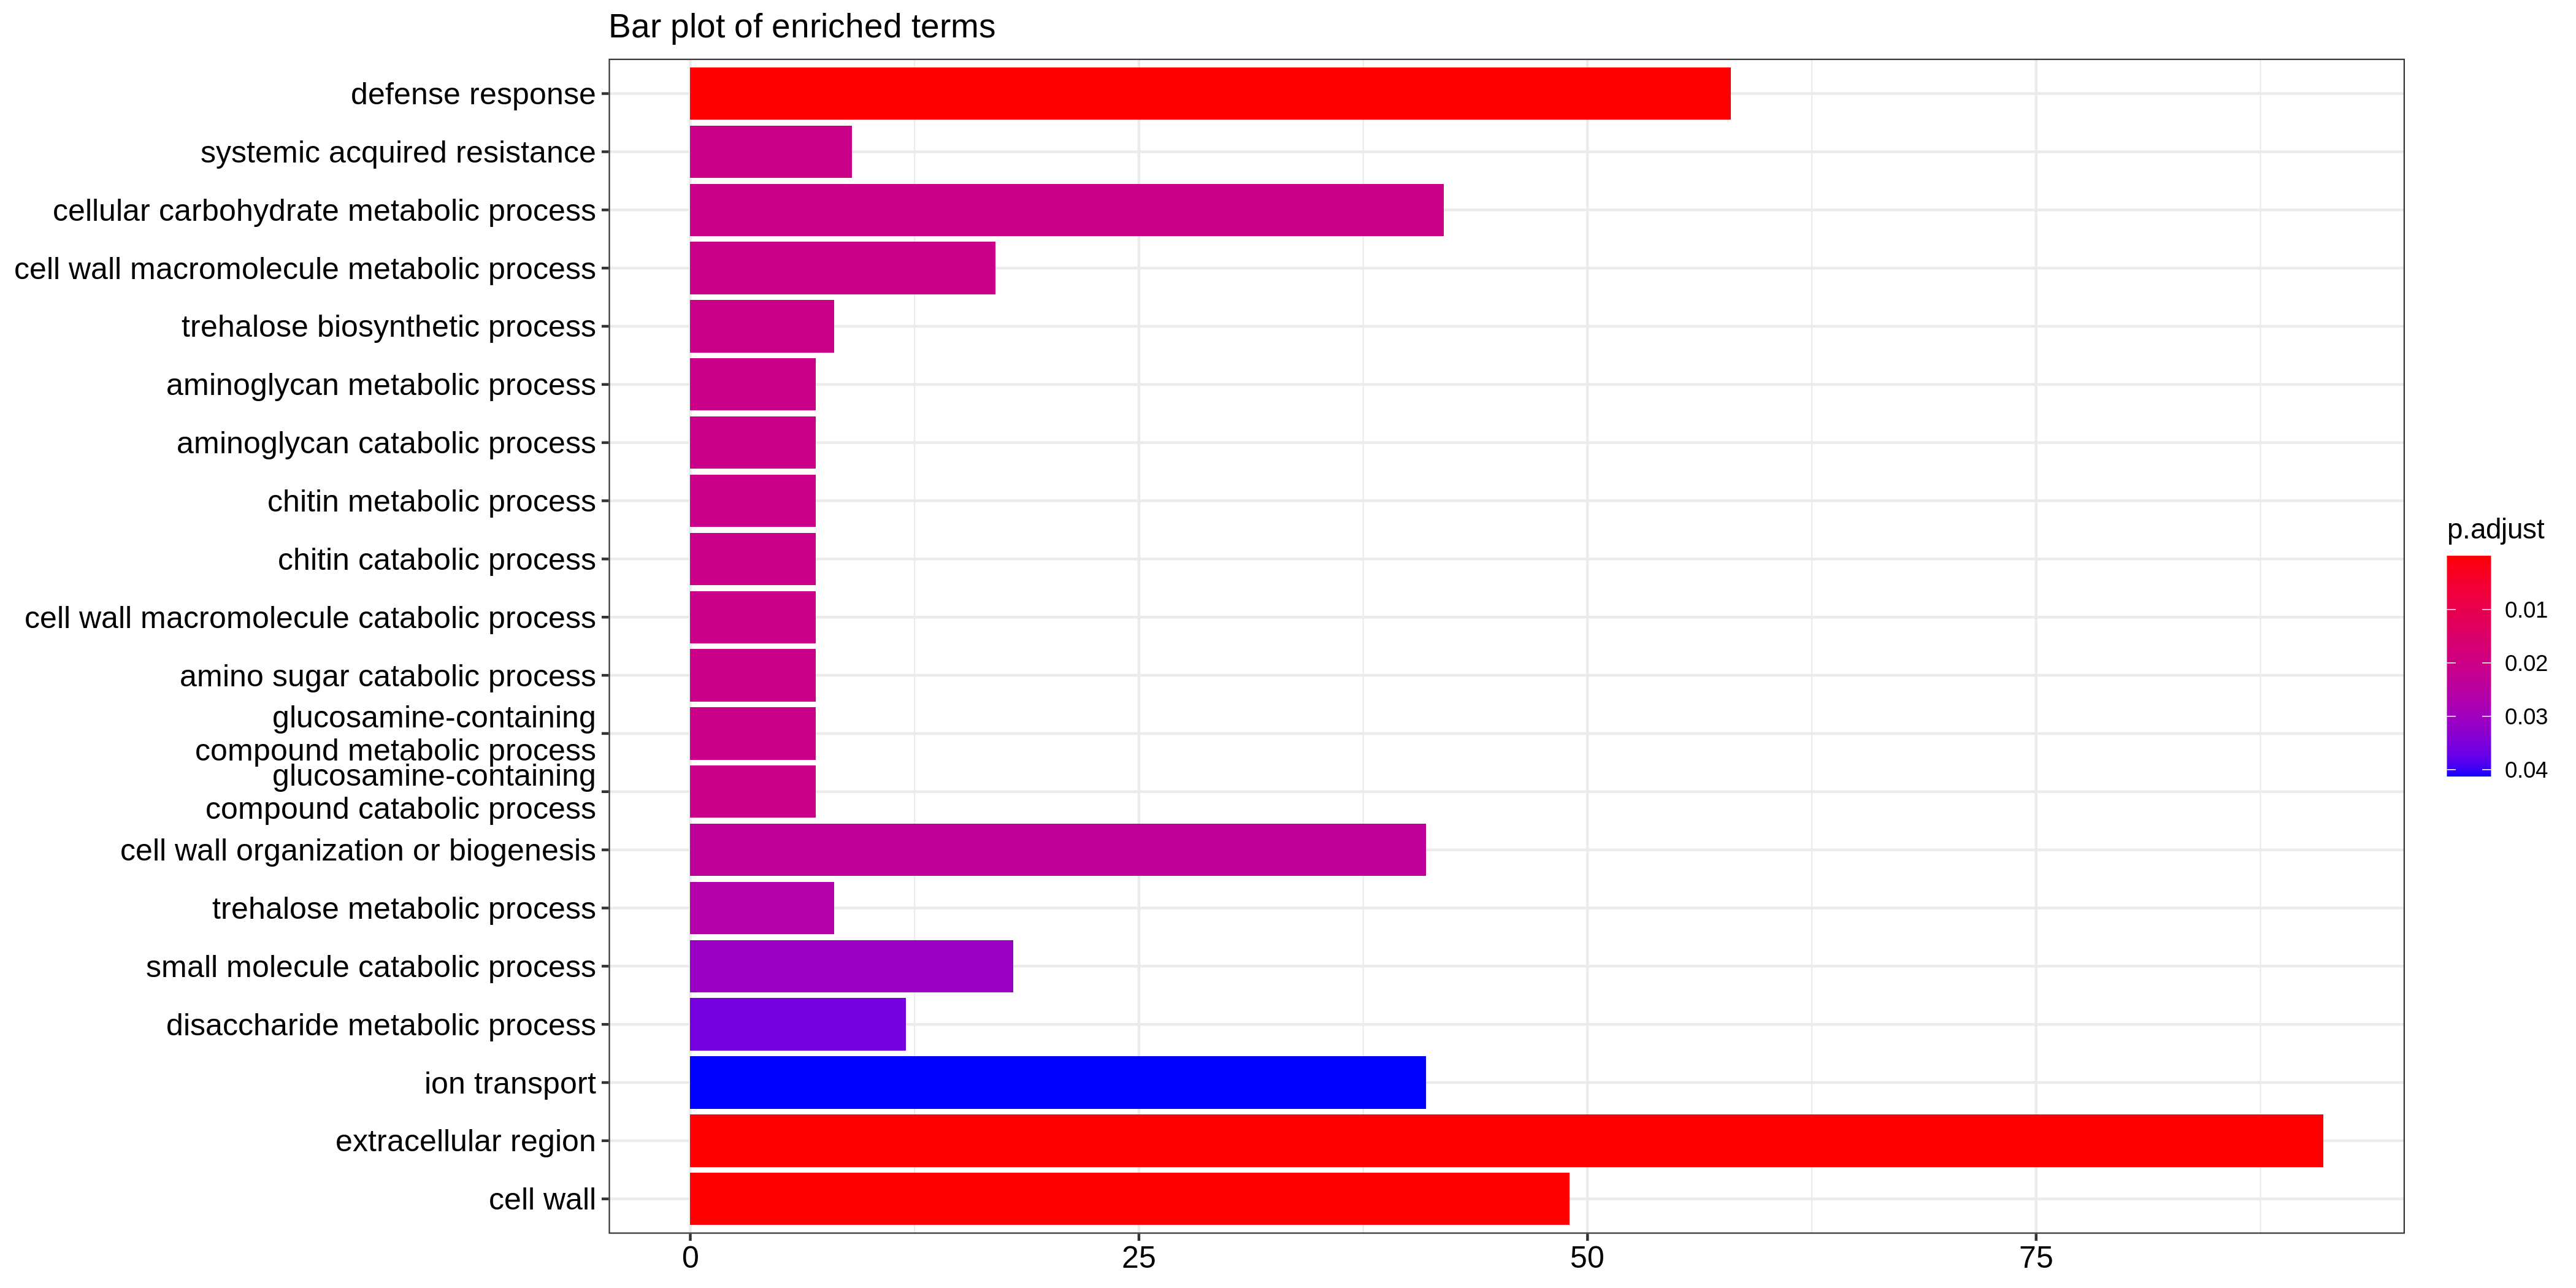 Bar plot of enriched terms
defense response
systemic acquired resistance
cellular carbohydrate metabolic process
cell wall macromolecule metabolic process
trehalose biosynthetic process
aminoglycan metabolic process
aminoglycan catabolic process
chitin metabolic process
chitin catabolic process
cell wall macromolecule catabolic process
amino sugar catabolic process
glucosamine-containing
compound metabolic process
glucosamine-containing
compound catabolic process
cell wall organization or biogenesis
trehalose metabolic process
small molecule catabolic process
disaccharide metabolic process
ion transport
extracellular region
cell wall
0 25 50 75
p.adjust
0.01
0.02
0.03
0.04